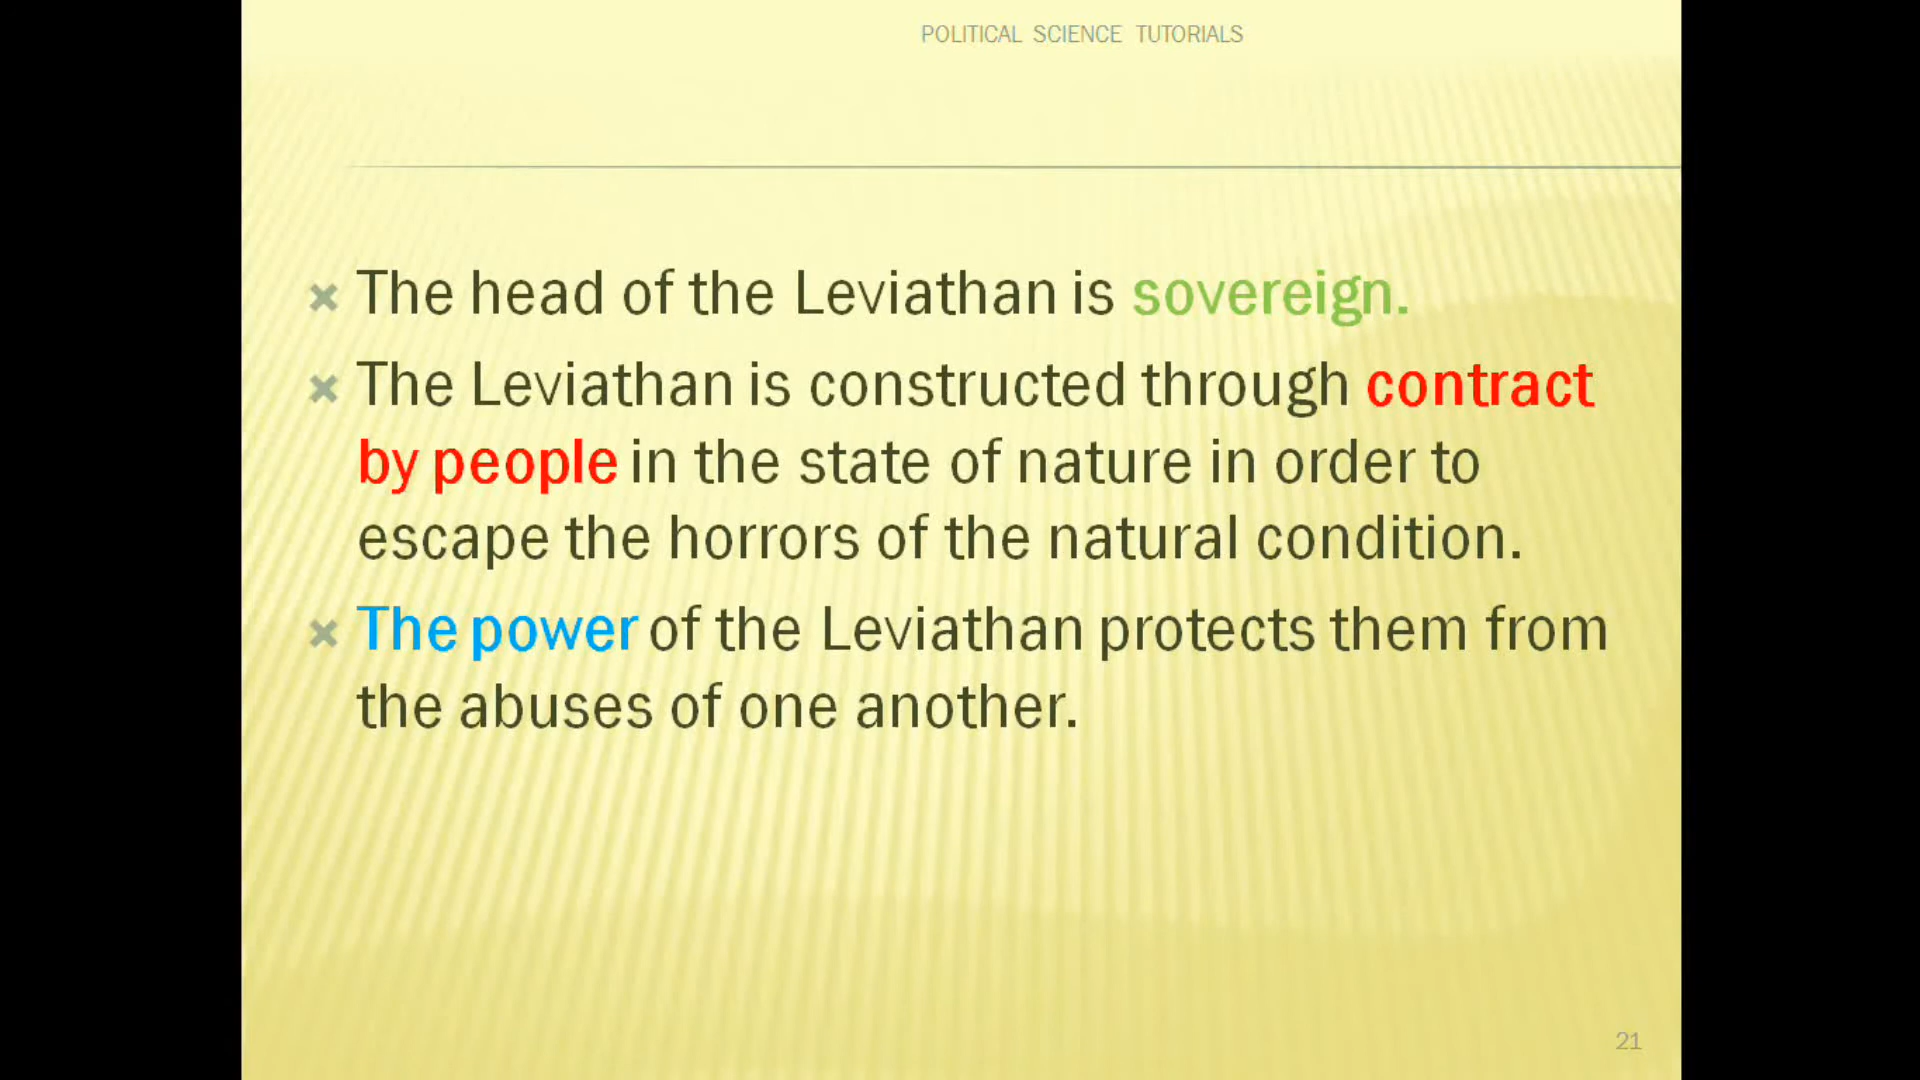 POLITICAL SCIENCE TUTORIALS
The head of the Leviathan is sovereign.
The Leviathan is constructed through contract
by people in the state of nature in order to
escape the horrors of the natural condition.
The power of the Leviathan protects them from
the abuses of one another.
21